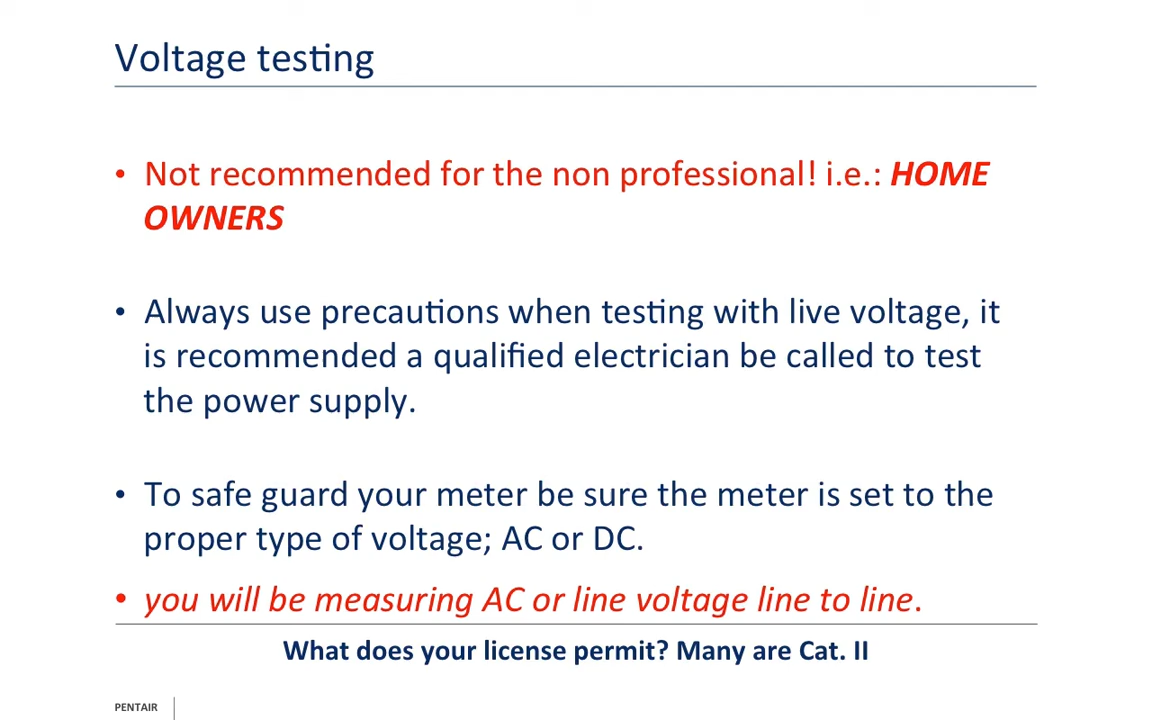 Voltage testing
• Not recommended for the non professional! i.e.: HOME
OWNERS
• Always use precautions when testing with live voltage, it
is recommended a qualified electrician be called to test
the power supply.
• To safe guard your meter be sure the meter is set to the
proper type of voltage; AC or DC.
• you will be measuring AC or line voltage line to line.
What does your license permit? Many are Cat. II
PENTAIR